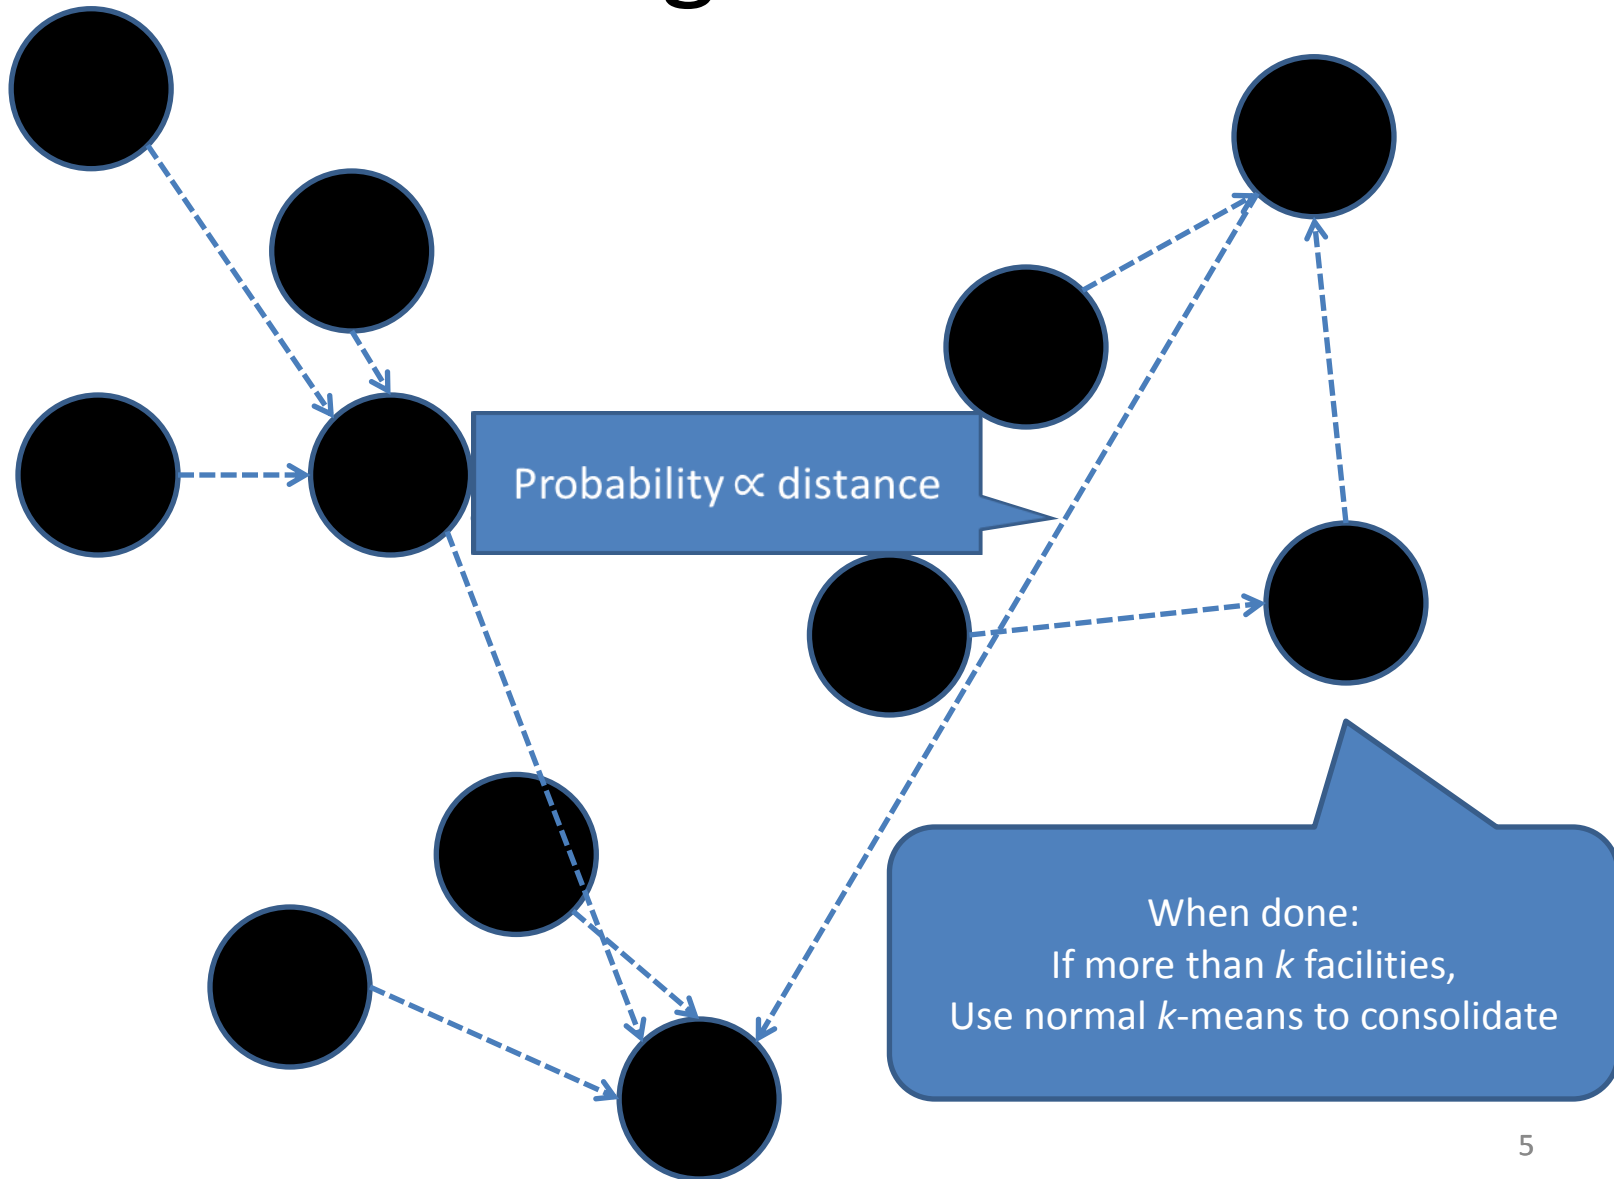 Probability ∝ distance
When done:
If more than k facilities,
Use normal k-means to consolidate
5